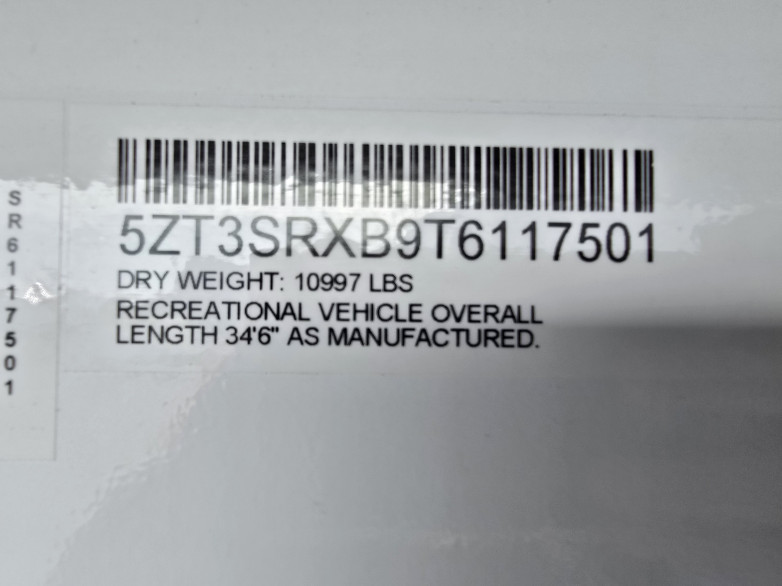 5ZT3SRXB9T6117501
DRY WEIGHT: 10997 LBS
RECREATIONAL VEHICLE OVERALL
LENGTH 34'6" AS MANUFACTURED.
SR6117501